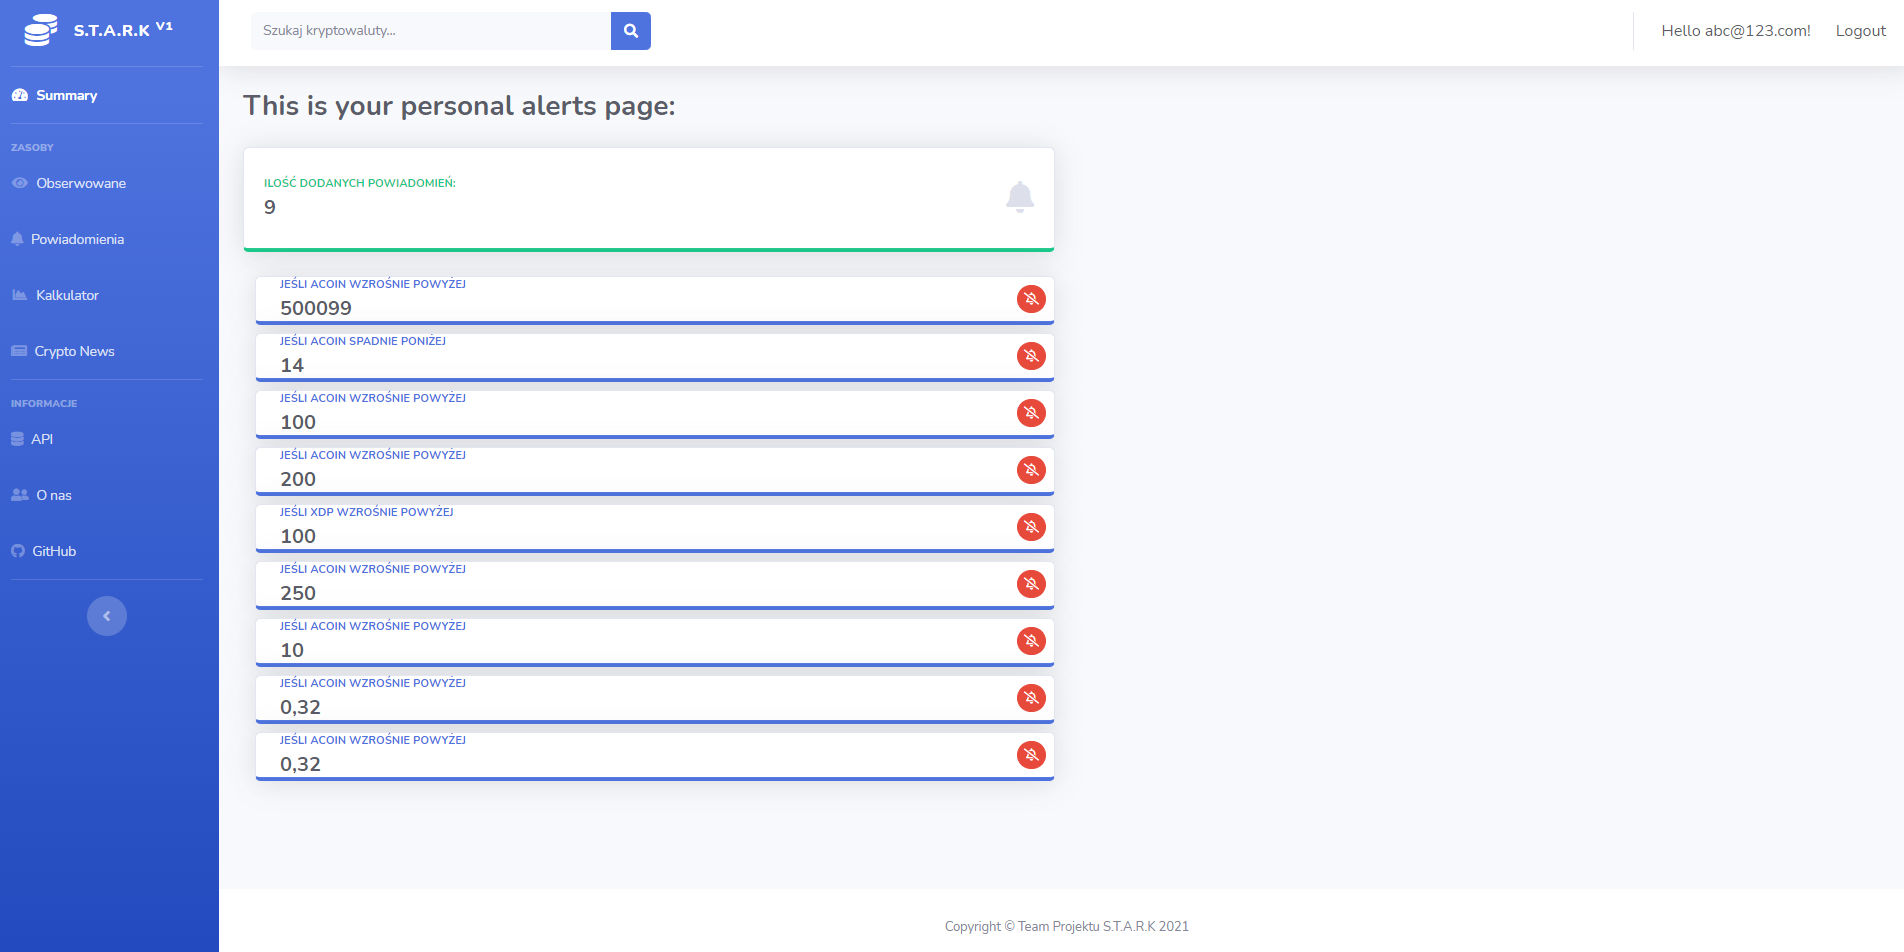 S.T.A.R.K V1
Summary
ZASOBY
Obserwowane
Powiadomienia
Kalkulator
Crypto News
INFORMACJE
API
O nas
GitHub
Szukaj kryptowaluty...
Hello abc@123.com!
Logout
This is your personal alerts page:
ILOŚĆ DODANYCH POWIADOMIEŃ:
9
JEŚLI ACOIN WZROŚNIE POWYŻEJ
500099
JEŚLI ACOIN SPADNIE PONIŻEJ
14
JEŚLI ACOIN WZROŚNIE POWYŻEJ
100
JEŚLI ACOIN WZROŚNIE POWYŻEJ
200
JEŚLI XDP WZROŚNIE POWYŻEJ
100
JEŚLI ACOIN WZROŚNIE POWYŻEJ
250
JEŚLI ACOIN WZROŚNIE POWYŻEJ
10
JEŚLI ACOIN WZROŚNIE POWYŻEJ
0,32
JEŚLI ACOIN WZROŚNIE POWYŻEJ
0,32
Copyright © Team Projektu S.T.A.R.K 2021